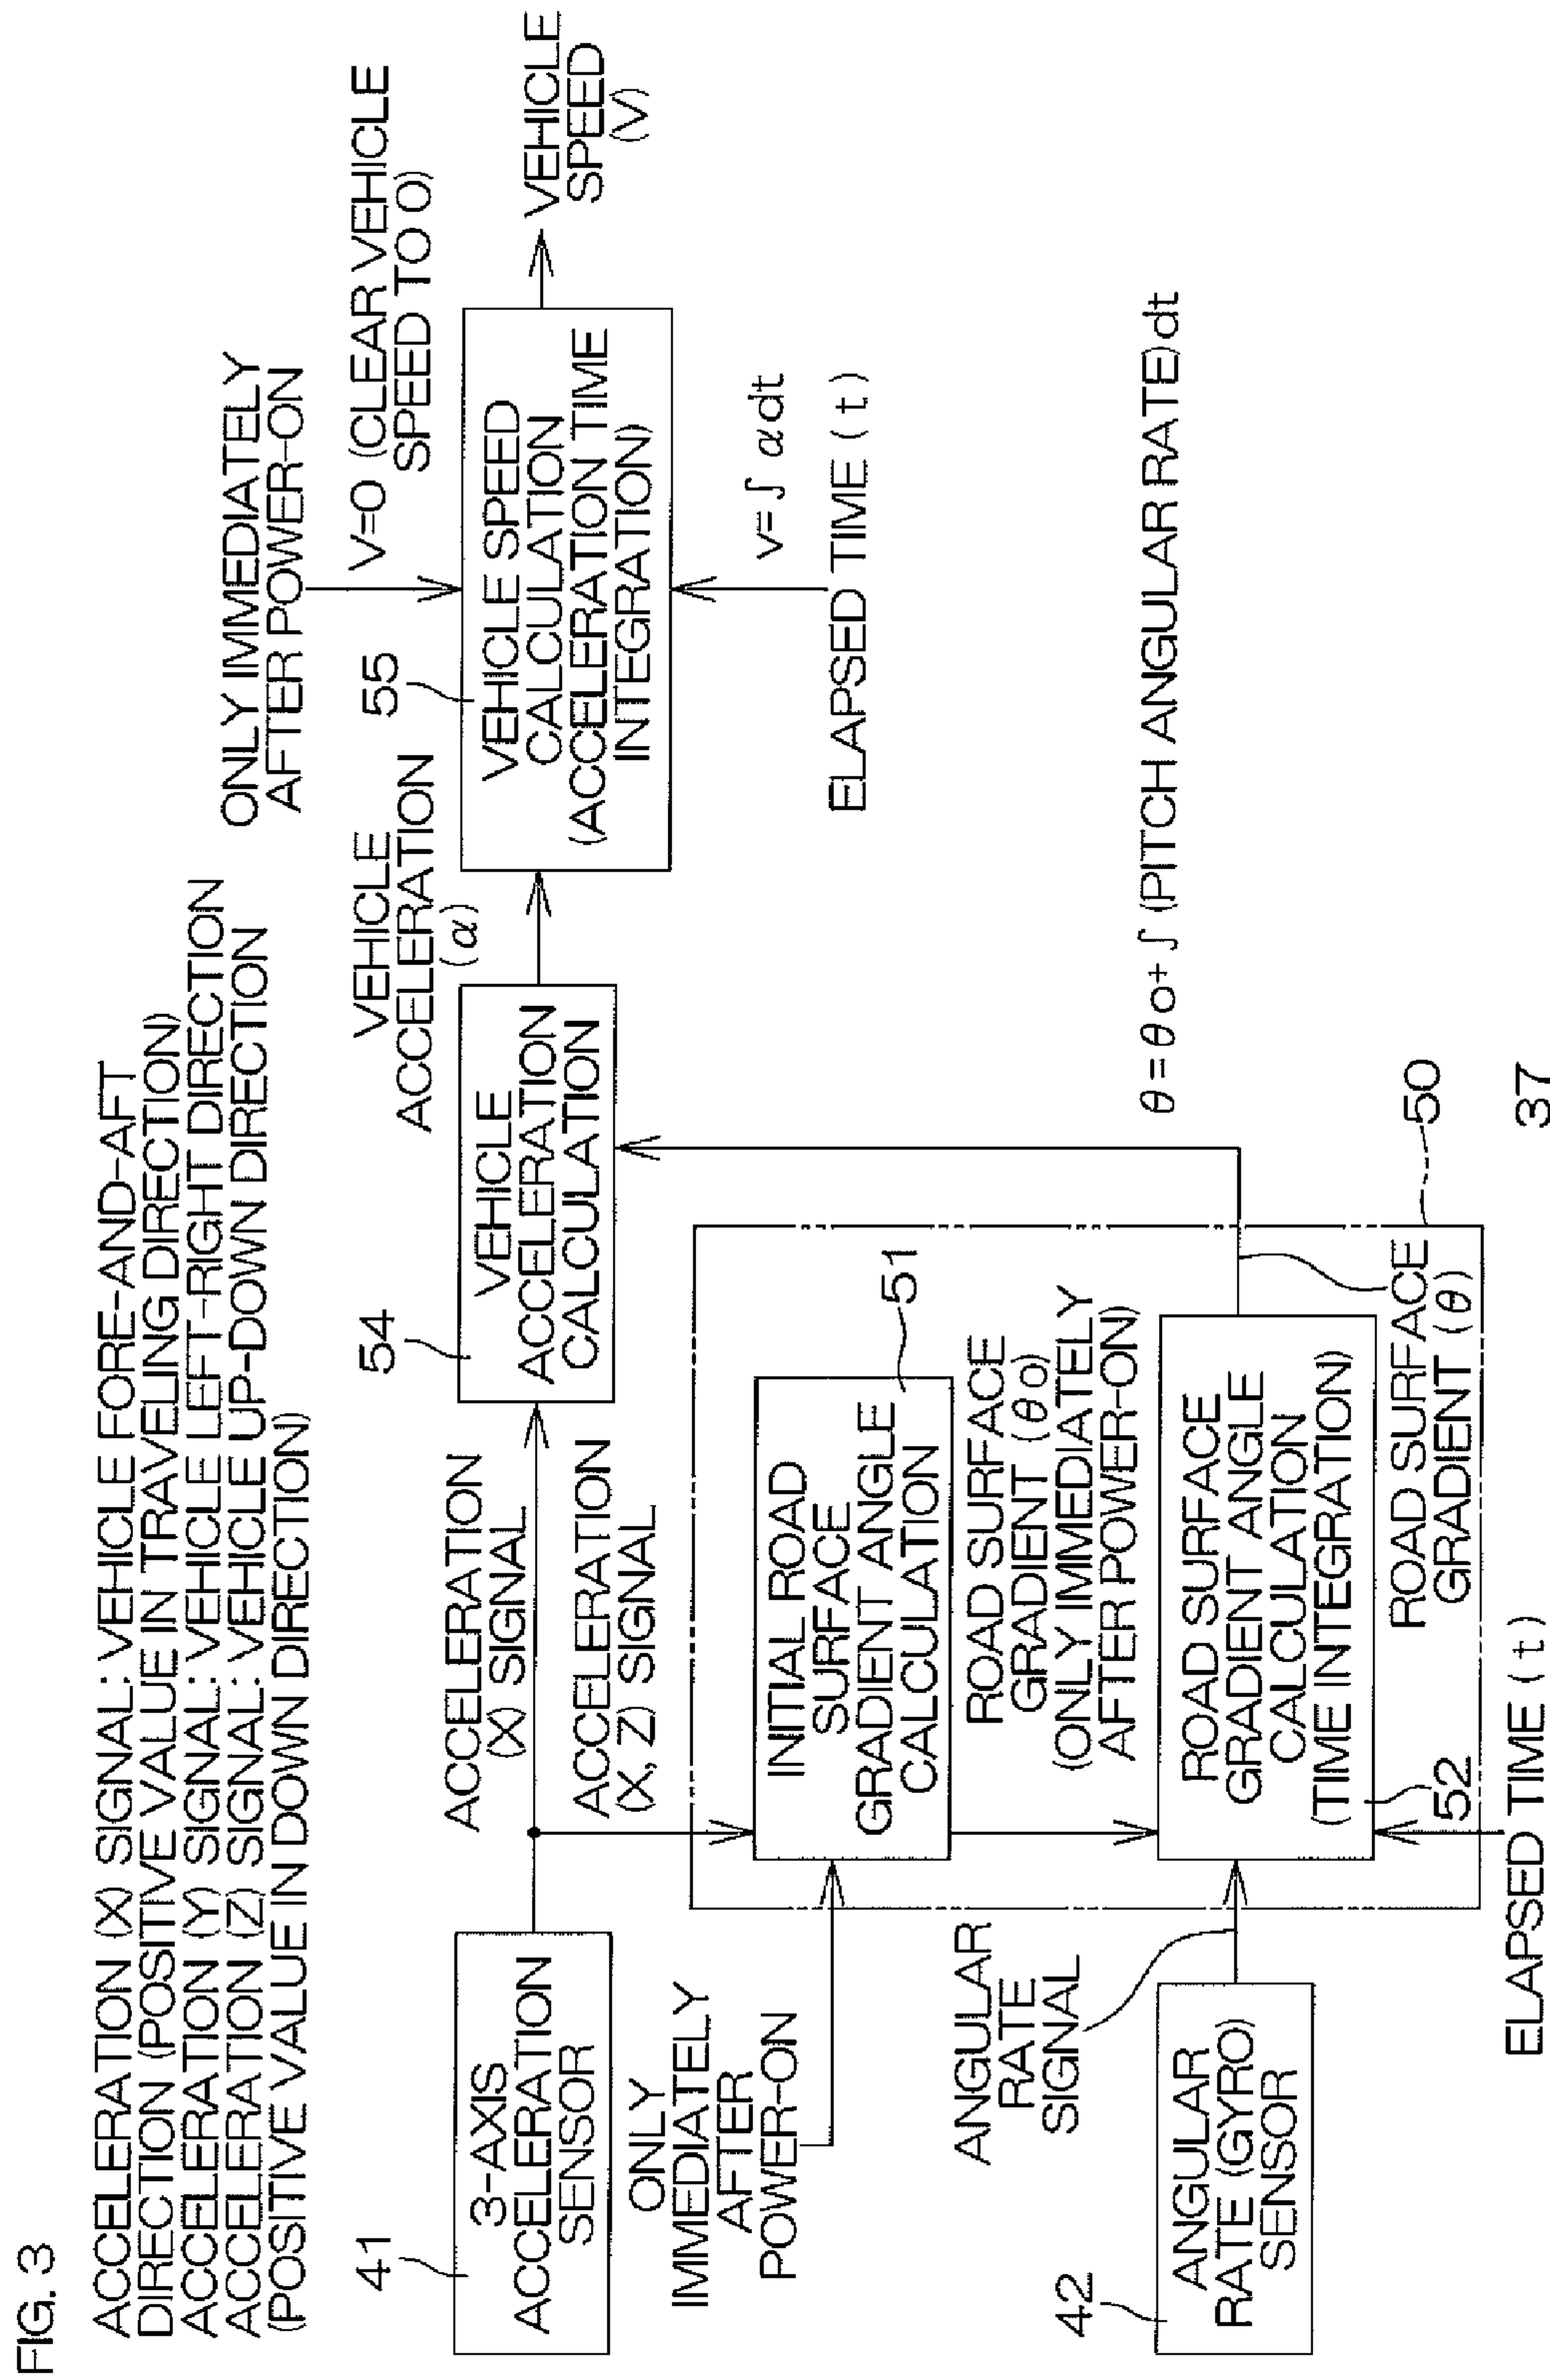 FIG. 3
ACCELERATION (X) SIGNAL: VEHICLE FORE-AND-AFT
DIRECTION (POSITIVE VALUE IN TRAVELING DIRECTION)
ACCELERATION (Y) SIGNAL: VEHICLE LEFT-RIGHT DIRECTION
ACCELERATION (Z) SIGNAL: VEHICLE UP-DOWN DIRECTION
(POSITIVE VALUE IN DOWN DIRECTION)
41
3-AXIS
ACCELERATION
SENSOR
ACCELERATION
(X) SIGNAL
ACCELERATION
(X, Z) SIGNAL
54
VEHICLE
ACCELERATION
CALCULATION
VEHICLE
ACCELERATION
(α)
ONLY IMMEDIATELY
AFTER POWER-ON
V=0 (CLEAR VEHICLE
SPEED TO 0)
55
VEHICLE SPEED
CALCULATION
(ACCELERATION TIME
INTEGRATION)
VEHICLE
SPEED
(V)
v=∫ αdt
ELAPSED TIME (t)
ONLY
IMMEDIATELY
AFTER
POWER-ON
INITIAL ROAD
SURFACE
GRADIENT ANGLE
CALCULATION
51
ROAD SURFACE
GRADIENT (θo)
(ONLY IMMEDIATELY
AFTER POWER-ON)
ANGULAR
RATE
SIGNAL
42
ANGULAR
RATE (GYRO)
SENSOR
ROAD SURFACE
GRADIENT ANGLE
CALCULATION
(TIME INTEGRATION)
52
ROAD SURFACE
GRADIENT (θ)
θ=θo+∫(PITCH ANGULAR RATE)dt
50
ELAPSED TIME (t)
37